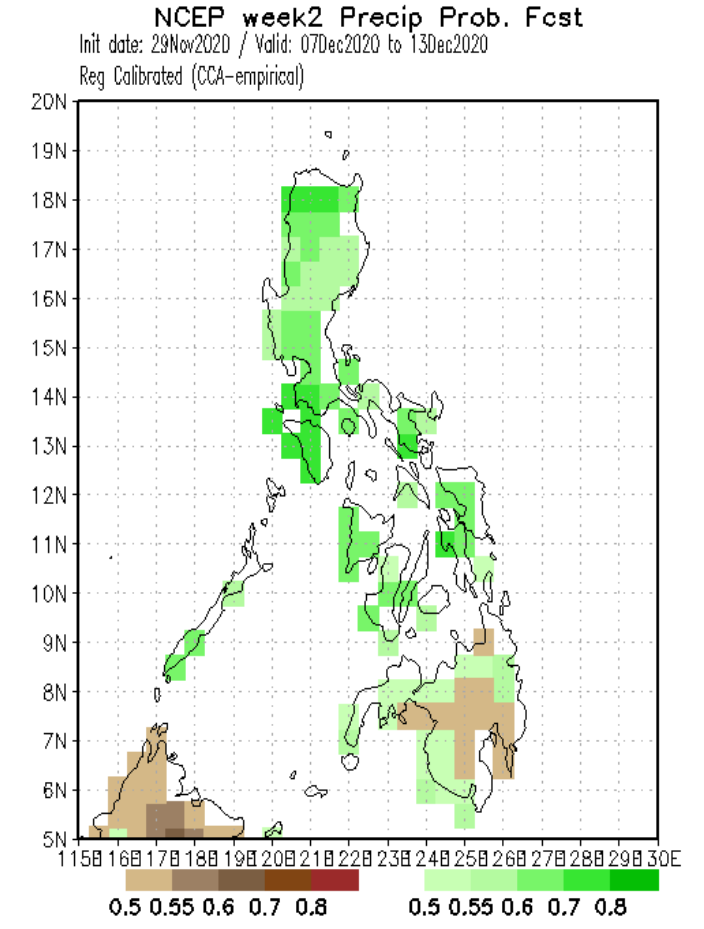 NCEP week2 Precip Prob. Fcst
Init date: 29Nov2020 / Valid: 07Dec2020 to 13Dec2020
Reg Calibrated (CCA-empirical)
20N
19N
18N
17N
16N
15N
14N
13N
12N
11N
10N
9N
8N
7N
6N
5N
115E 116E 117E 118E 119E 120E 121E 122E 123E 124E 125E 126E 127E 128E 129E 130E
0.5 0.55 0.6 0.7 0.8 0.5 0.55 0.6 0.7 0.8